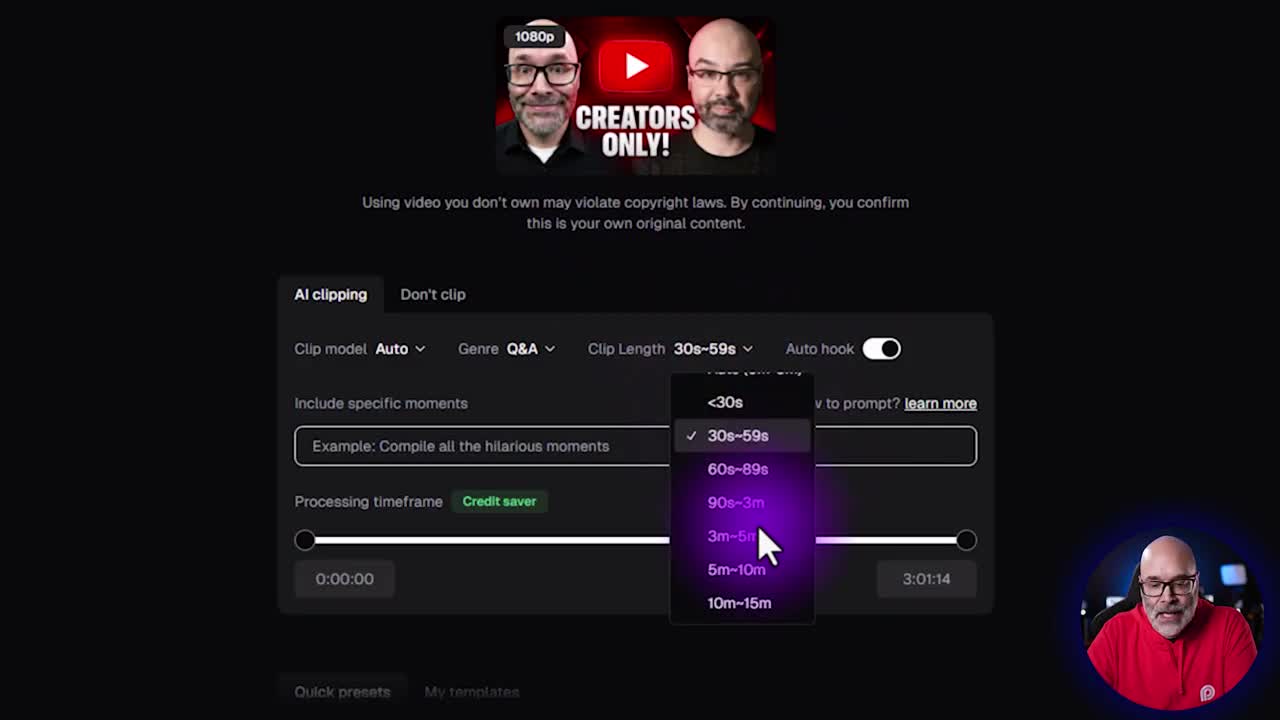 1080p
CREATORS
ONLY!
Using video you don't own may violate copyright laws. By continuing, you confirm
this is your own original content.
AI clipping Don't clip
Clip model Auto Genre Q&A Clip Length 30s~59s Auto hook
<30s
Include specific moments to prompt? learn more
✓ 30s~59s
Example: Compile all the hilarious moments
60s~89s
Processing timeframe Credit saver 90s~3m
3m~5m
5m~10m
0:00:00 3:01:14
10m~15m
Quick presets My templates